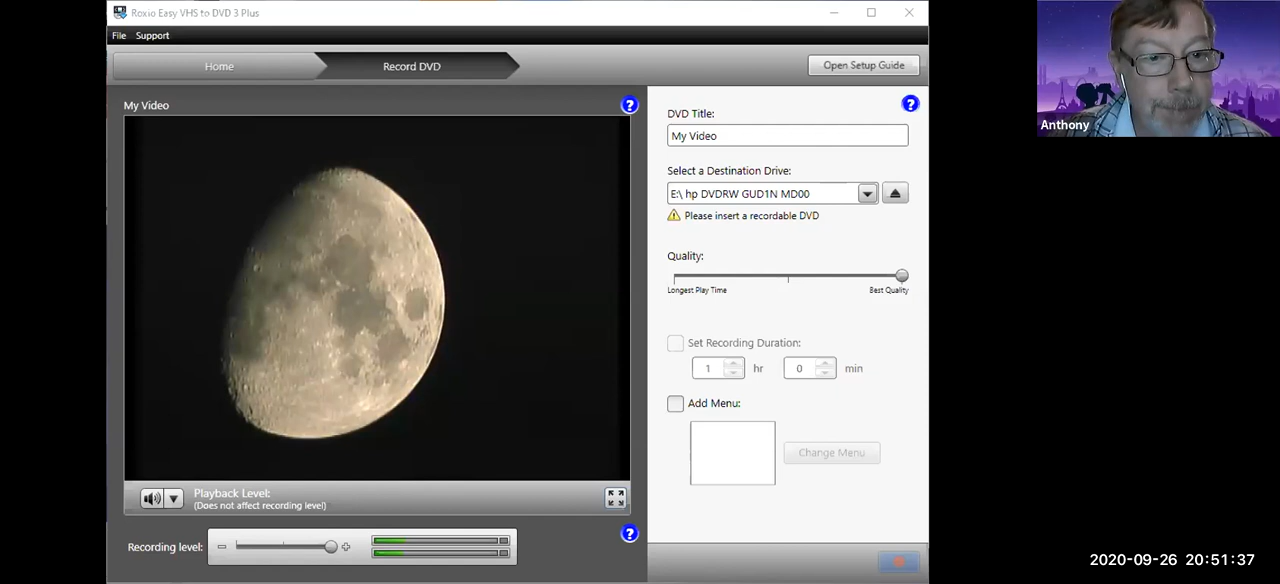 Roxio Easy VHS to DVD 3 Plus
File Support
Home
Record DVD
Open Setup Guide
My Video
?
?
DVD Title:
My Video
Select a Destination Drive:
E:\ hp DVDRW GUD1N MD00
Please insert a recordable DVD
Quality:
Longest Play Time
Best Quality
Set Recording Duration:
1 hr 0 min
Add Menu:
Change Menu
Playback Level:
(Does not affect recording level)
Recording level:
?
Anthony
2020-09-26 20:51:37